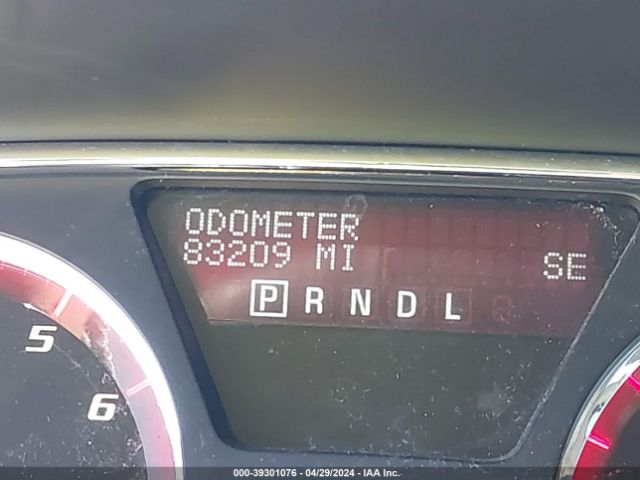 ODOMETER
83209 MI SE
P R N D L
5
6
000-39301076 - 04/29/2024 - IAA Inc.